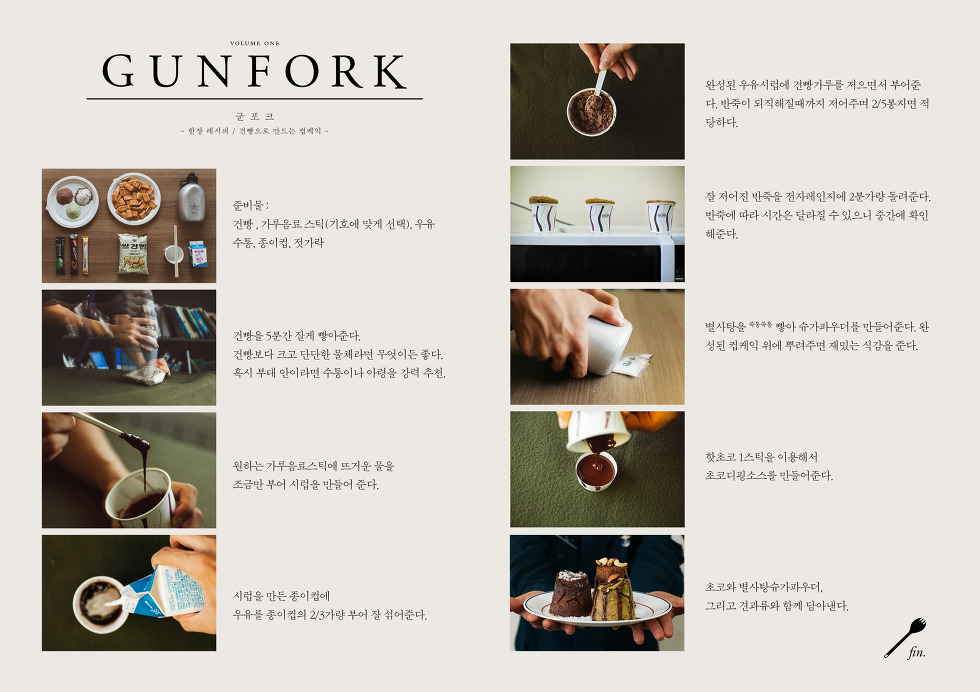 VOLUME ONE
GUNFORK
군 포 크
- 한장 레시피 / 건빵으로 만드는 컵케익 -
준비물 :
건빵 , 가루음료 스틱(기호에 맞게 선택), 우유
수통, 종이컵, 젓가락
쌀건빵
건빵을 5분간 잘게 빻아준다.
건빵보다 크고 단단한 물체라면 무엇이든 좋다.
혹시 부대 안이라면 수통이나 아령을 강력 추천.
원하는 가루음료스틱에 뜨거운 물을
조금만 부어 시럽을 만들어 준다.
시럽을 만든 종이컵에
우유를 종이컵의 2/3가량 부어 잘 섞어준다.
완성된 우유시럽에 건빵가루를 저으면서 부어준
다. 반죽이 되직해질때까지 저어주며 2/5봉지면 적
당하다.
잘 저어진 반죽을 전자레인지에 2분가량 돌려준다.
반죽에 따라 시간은 달라질 수 있으니 중간에 확인
해준다.
별사탕을 쿡쿡쿡쿡 빻아 슈가파우더를 만들어준다. 완
성된 컵케익 위에 뿌려주면 재밌는 식감을 준다.
핫초코 1스틱을 이용해서
초코디핑소스를 만들어준다.
초코와 별사탕슈가파우더,
그리고 견과류와 함께 담아낸다.
fin.